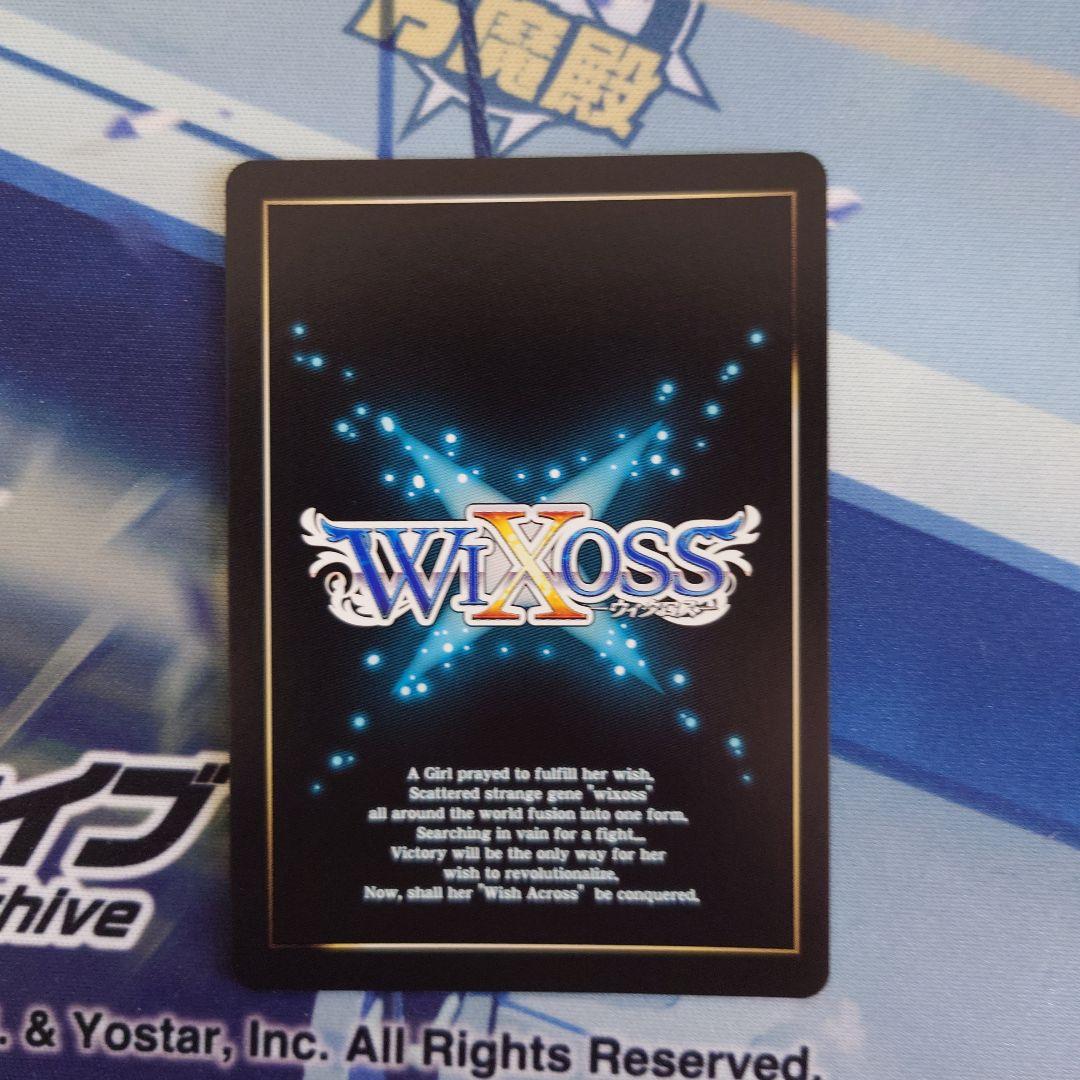 魔殿
WIXOSS
―ウィクロス―
A Girl prayed to fulfill her wish.
Scattered strange gene "wixoss"
all around the world fusion into one form.
Searching in vain for a fight...
Victory will be the only way for her
wish to revolutionalize.
Now, shall her "Wish Across" be conquered.
イブ
hive
. & Yostar, Inc. All Rights Reserved.